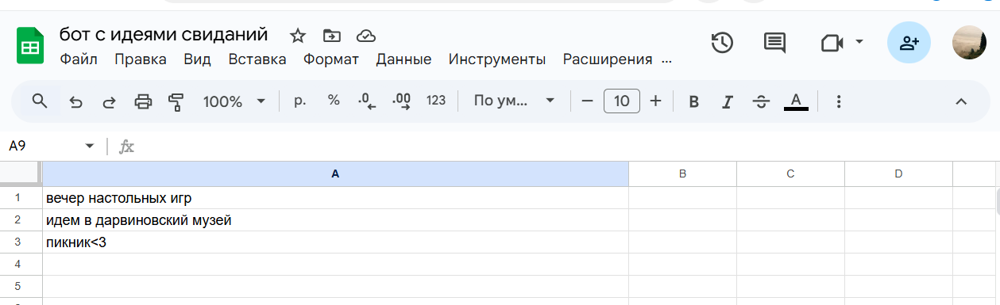 бот с идеями свиданий
Файл Правка Вид Вставка Формат Данные Инструменты Расширения ...
100% р. % .0 .00 123 По ум... 10 B I S A
A9 fx
A B C D
1 вечер настольных игр
2 идем в дарвиновский музей
3 пикник<3
4
5